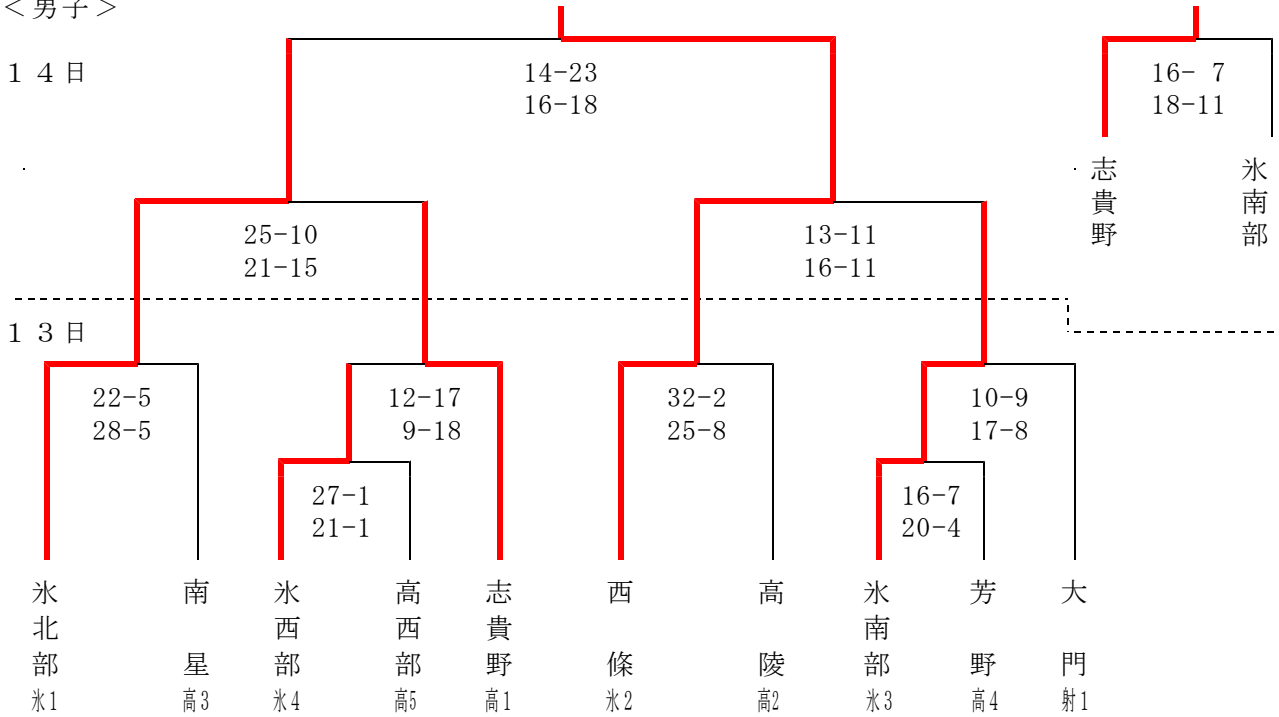 ＜男子＞
１４日
14-23
16-18
16- 7
18-11
志貴野
氷南部
25-10
21-15
13-11
16-11
１３日
22-5
28-5
12-17
9-18
32-2
25-8
10-9
17-8
27-1
21-1
16-7
20-4
氷北部
南星
氷西部
高西部
志貴野
西條
高陵
氷南部
芳野
大門
氷1
高3
氷4
高5
高1
氷2
高2
氷3
高4
射1